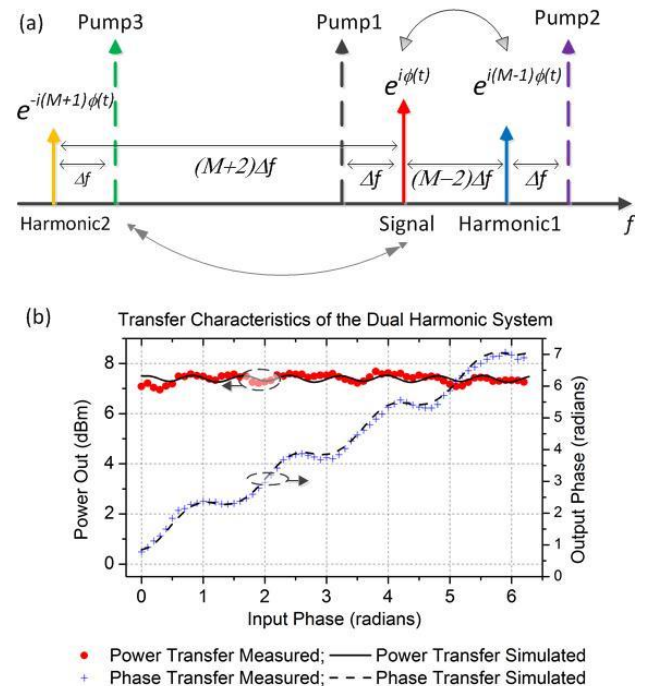 (a)
Pump3
Pump1
Pump2
e^{-i(M+1)ϕ(t)}
e^{iϕ(t)}
e^{i(M-1)ϕ(t)}
Δf
(M+2)Δf
Δf
(M−2)Δf
Δf
Harmonic2
Signal
Harmonic1
f
(b)
Transfer Characteristics of the Dual Harmonic System
Power Out (dBm)
8
6
4
2
0
Output Phase (radians)
7
6
5
4
3
2
1
0
0 1 2 3 4 5 6
Input Phase (radians)
Power Transfer Measured; Power Transfer Simulated
Phase Transfer Measured; Phase Transfer Simulated